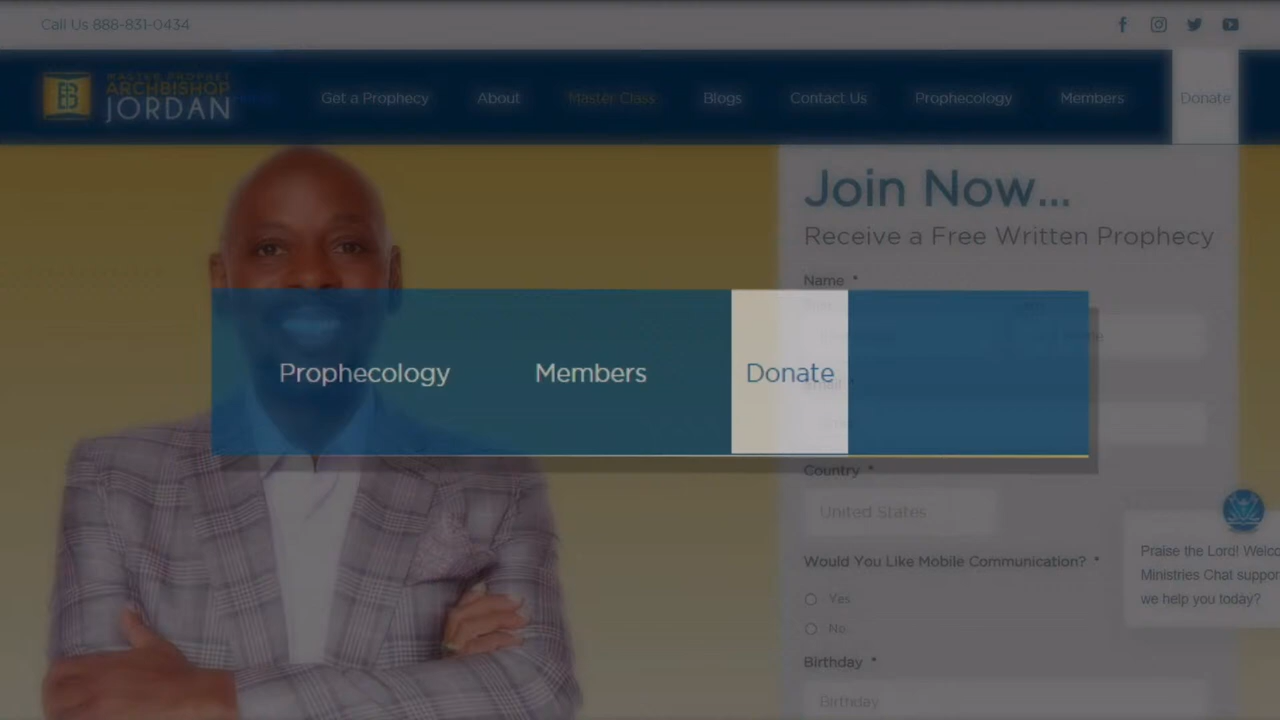 Call Us 888-831-0434
MASTER PROPHET
ARCHBISHOP
JORDAN
Get a Prophecy
About
Master Class
Blogs
Contact Us
Prophecology
Members
Donate
Join Now...
Receive a Free Written Prophecy
Name *
Prophecology
Members
Donate
Country *
United States
Would You Like Mobile Communication? *
Yes
No
Birthday *
Birthday
Praise the Lord! Welco
Ministries Chat suppor
we help you today?